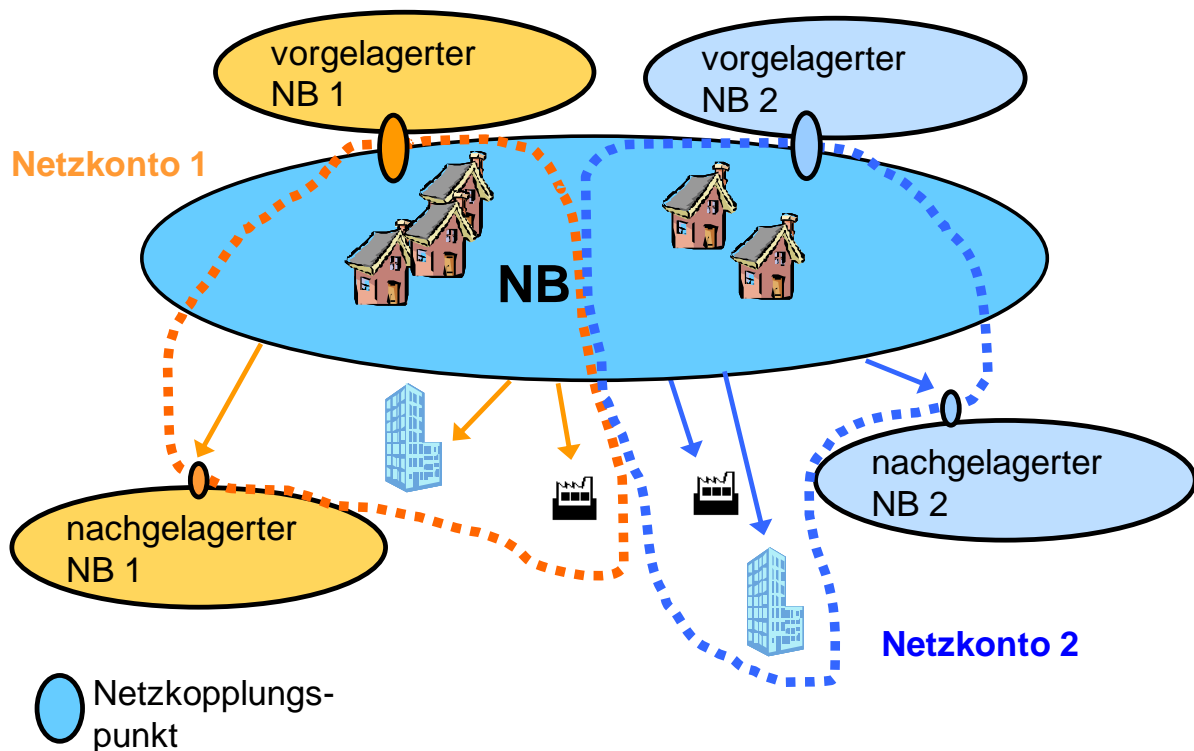 vorgelagerter
NB 1
vorgelagerter
NB 2
Netzkonto 1
NB
nachgelagerter
NB 1
nachgelagerter
NB 2
Netzkonto 2
Netzkopplungs-
punkt